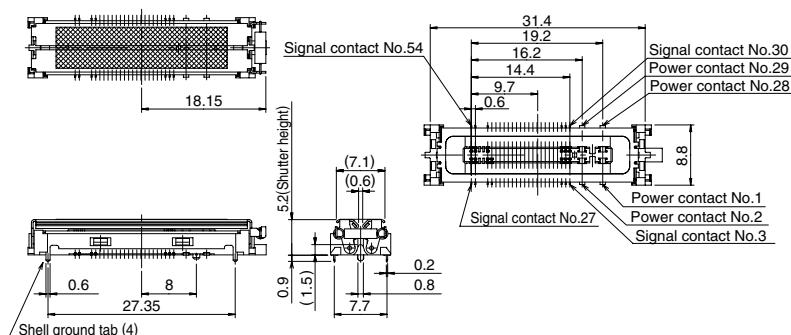 31.4
19.2
16.2
14.4
9.7
0.6
Signal contact No.54
Signal contact No.30
Power contact No.29
Power contact No.28
18.15
8.8
Power contact No.1
Power contact No.2
Signal contact No.3
Signal contact No.27
5.2(Shutter height)
(7.1)
(0.6)
0.9
(1.5)
0.2
0.8
7.7
0.6
8
27.35
Shell ground tab (4)